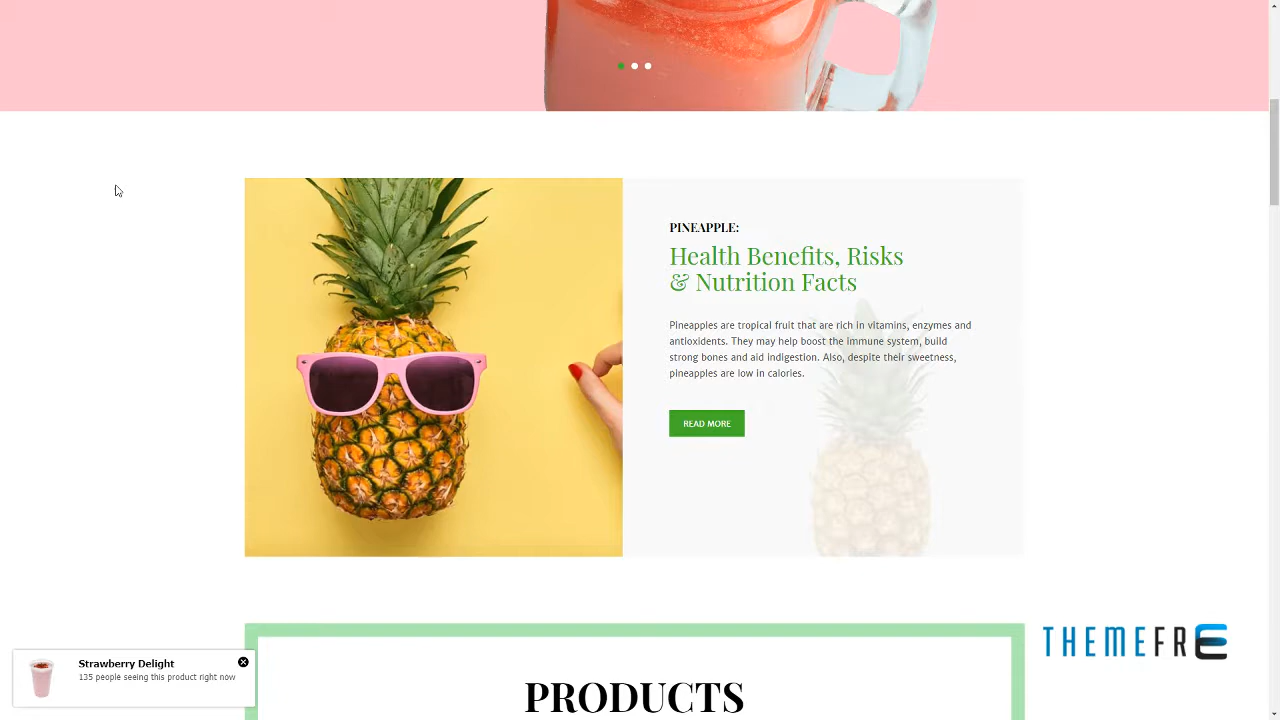 PINEAPPLE:
Health Benefits, Risks
& Nutrition Facts
Pineapples are tropical fruit that are rich in vitamins, enzymes and
antioxidents. They may help boost the immune system, build
strong bones and aid indigestion. Also, despite their sweetness,
pineapples are low in calories.
READ MORE
THEMEFRE
Strawberry Delight
135 people seeing this product right now
PRODUCTS